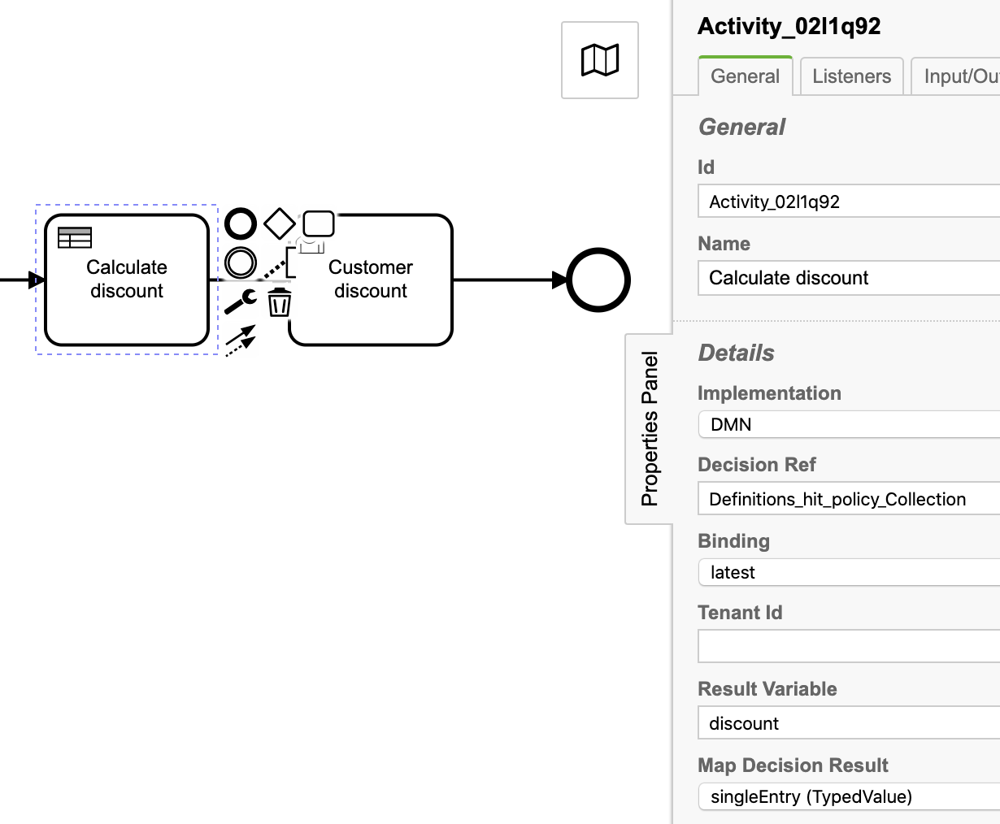 Activity_02l1q92
General
Listeners
Input/Ou
General
Id
Activity_02l1q92
Name
Calculate discount
Calculate
discount
Customer
discount
Properties Panel
Details
Implementation
DMN
Decision Ref
Definitions_hit_policy_Collection
Binding
latest
Tenant Id
Result Variable
discount
Map Decision Result
singleEntry (TypedValue)